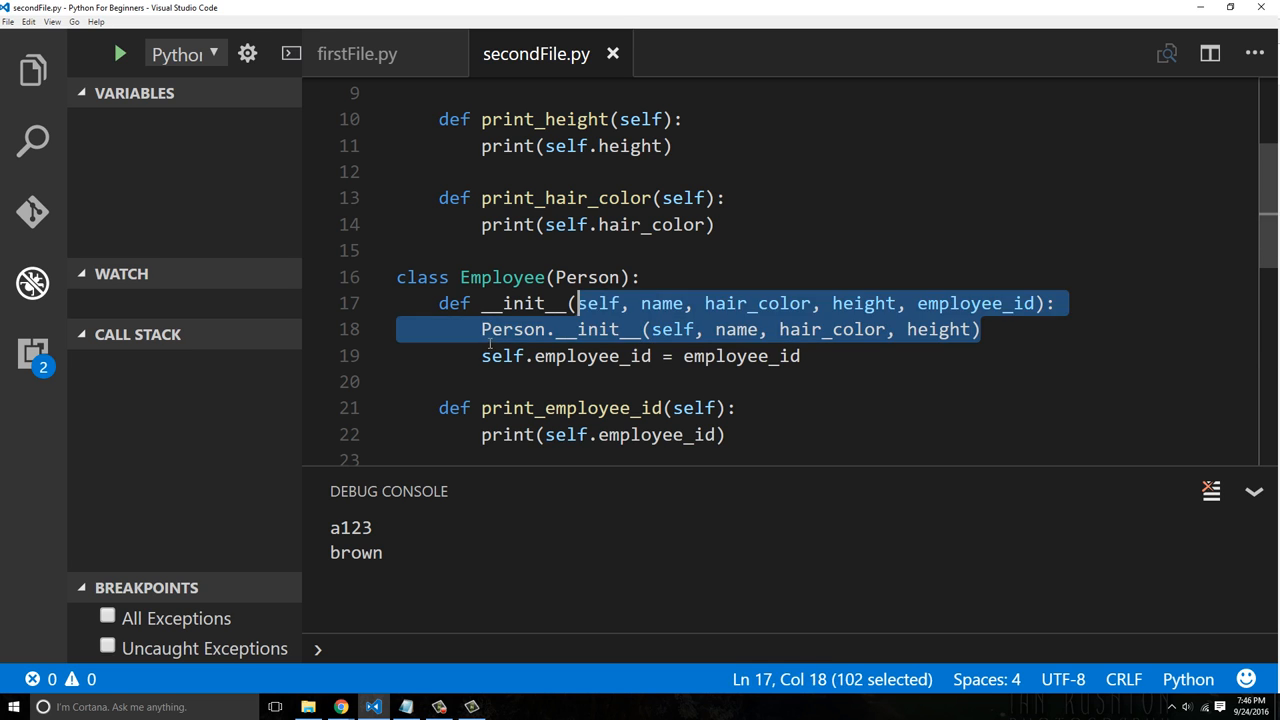 secondFile.py - Python For Beginners - Visual Studio Code
File Edit View Go Help
Pythor
firstFile.py
secondFile.py
VARIABLES
WATCH
CALL STACK
2
BREAKPOINTS
All Exceptions
Uncaught Exceptions
9
10 def print_height(self):
11 print(self.height)
12
13 def print_hair_color(self):
14 print(self.hair_color)
15
16 class Employee(Person):
17 def __init__(self, name, hair_color, height, employee_id):
18 Person.__init__(self, name, hair_color, height)
19 self.employee_id = employee_id
20
21 def print_employee_id(self):
22 print(self.employee_id)
23
DEBUG CONSOLE
a123
brown
0 0
Ln 17, Col 18 (102 selected) Spaces: 4 UTF-8 CRLF Python
I'm Cortana. Ask me anything.
7:46 PM
9/24/2016